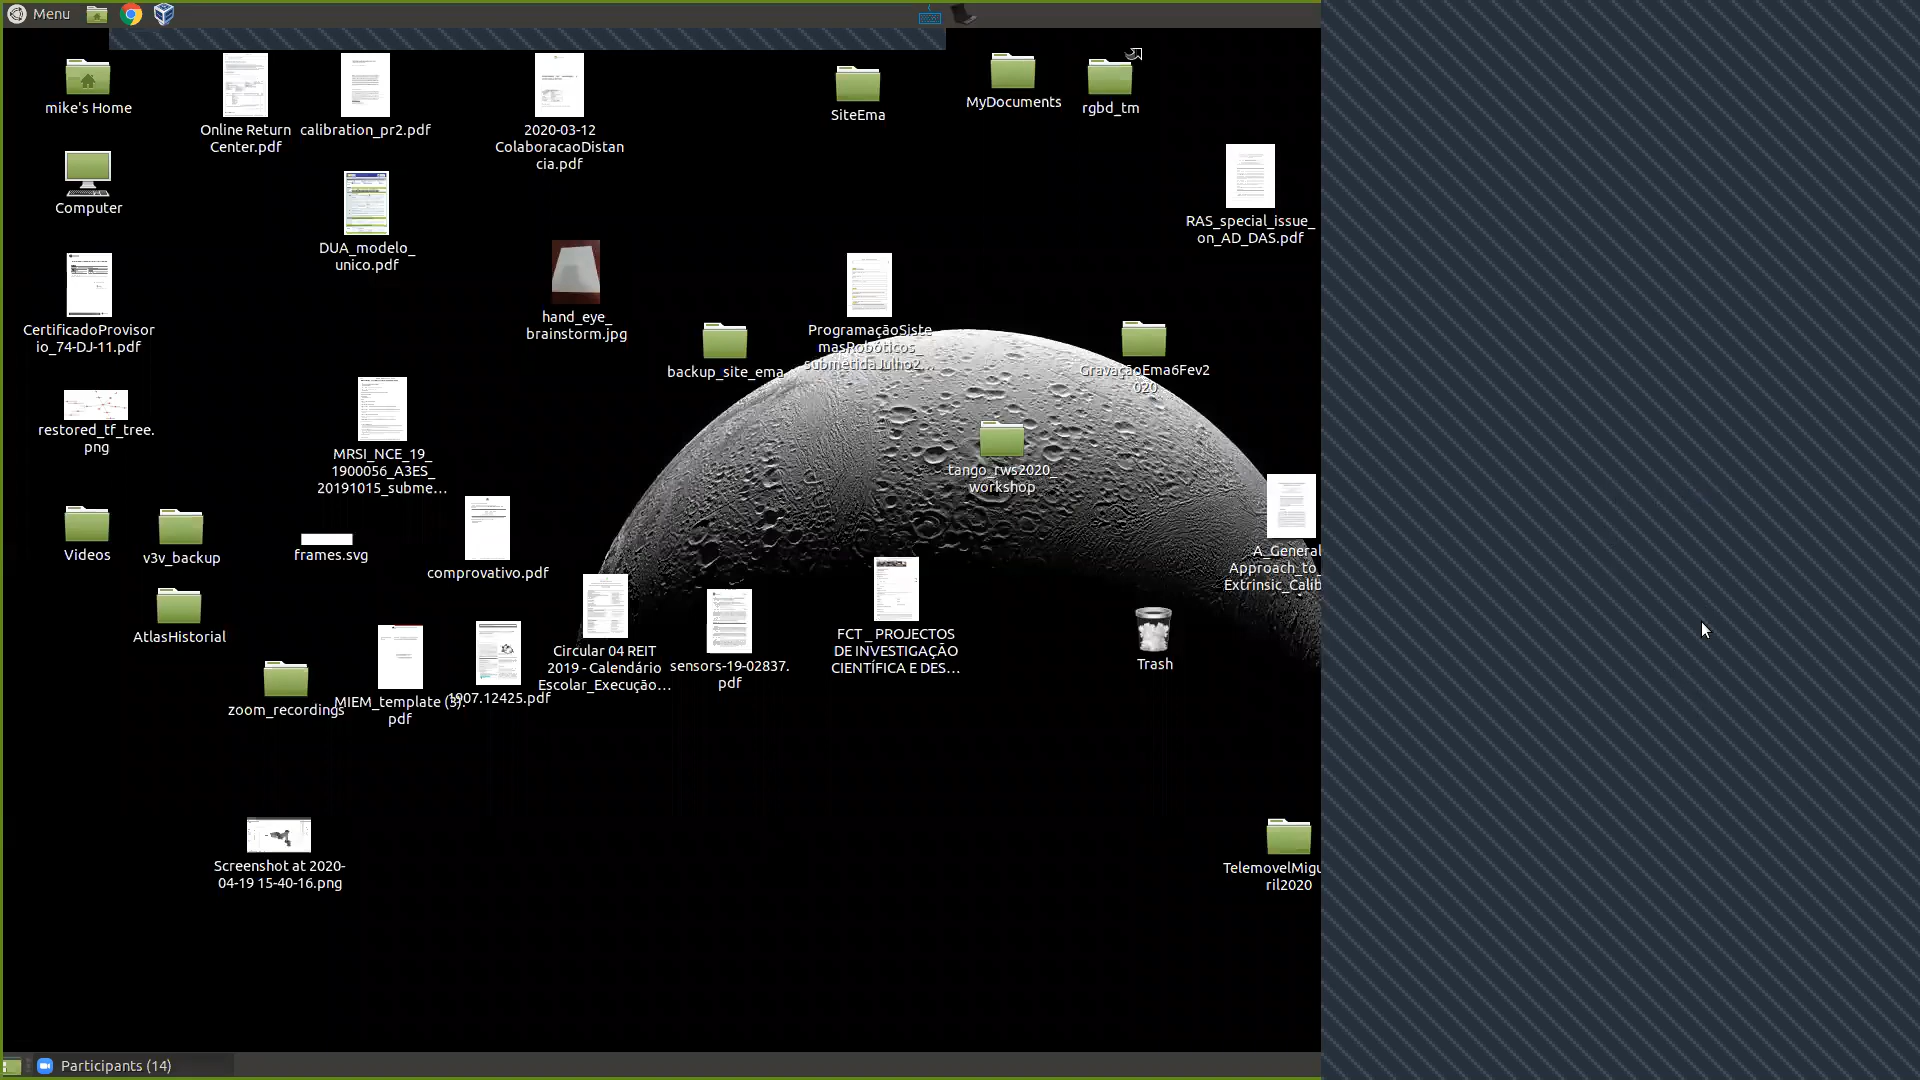 Menu
mike's Home
Online Return
Center.pdf
calibration_pr2.pdf
2020-03-12
ColaboracaoDistan
cia.pdf
SiteEma
MyDocuments
rgbd_tm
Computer
DUA_modelo_
unico.pdf
RAS_special_issue_
on_AD_DAS.pdf
CertificadoProvisor
io_74-DJ-11.pdf
hand_eye_
brainstorm.jpg
backup_site_ema
ProgramaçãoSiste
masRobóticos_
submetidaJulho2...
GravaçãoEma6Fev2
020
restored_tf_tree.
png
MRSI_NCE_19_
1900056_A3ES_
20191015_subme...
tango_rws2020_
workshop
Videos
v3v_backup
frames.svg
comprovativo.pdf
A_General
Approach_to_
Extrinsic_Calib
AtlasHistorial
zoom_recordings
MIEM_template (3).
pdf
1907.12425.pdf
Circular 04 REIT
2019 - Calendário
Escolar_Execução...
sensors-19-02837.
pdf
FCT _ PROJECTOS
DE INVESTIGAÇÃO
CIENTÍFICA E DES...
Trash
Screenshot at 2020-
04-19 15-40-16.png
TelemovelMigu
ril2020
Participants (14)